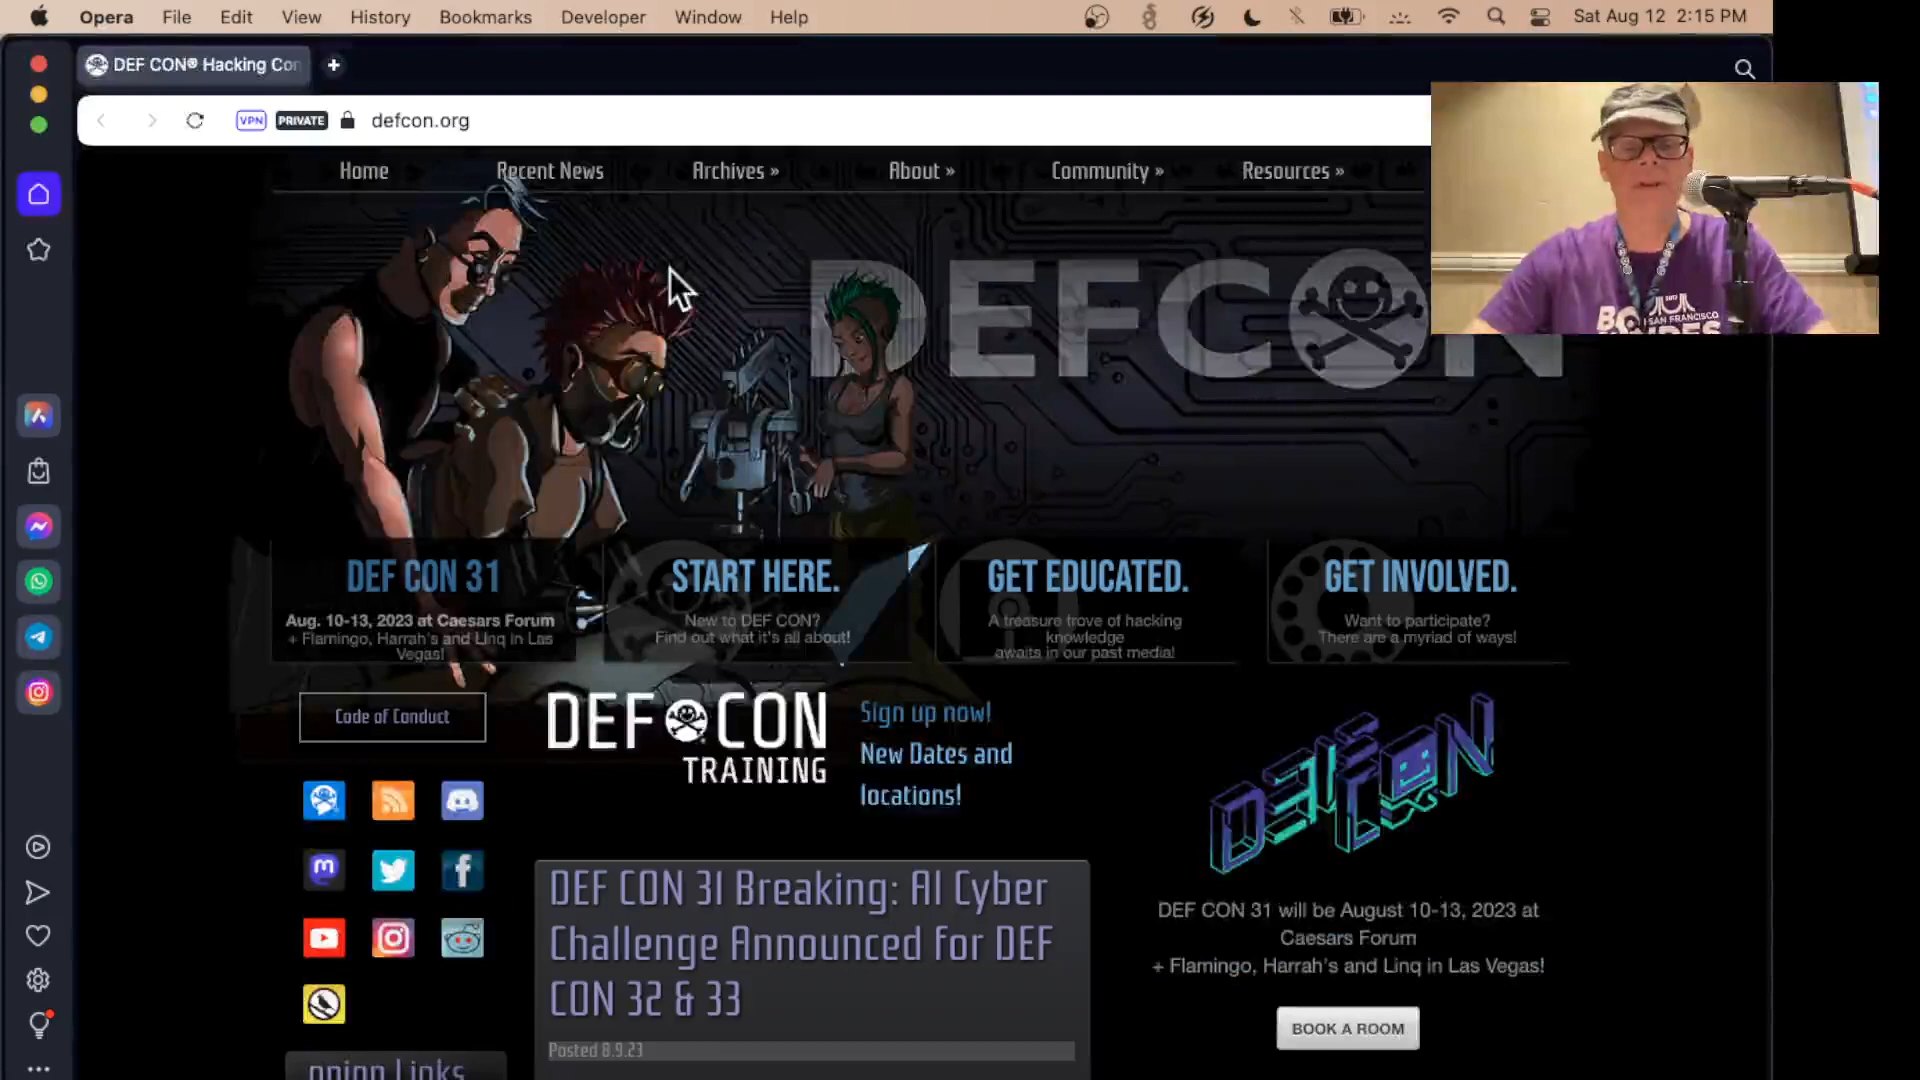 Opera File Edit View History Bookmarks Developer Window Help Sat Aug 12 2:15 PM
DEF CON® Hacking Con
VPN PRIVATE defcon.org
Home Recent News Archives » About » Community » Resources »
DEFCON
SAN FRANCISCO
DEF CON 31
Aug. 10-13, 2023 at Caesars Forum
+ Flamingo, Harrah's and Linq in Las
Vegas!
START HERE.
New to DEF CON?
Find out what it's all about!
GET EDUCATED.
A treasure trove of hacking
knowledge
awaits in our past media!
GET INVOLVED.
Want to participate?
There are a myriad of ways!
Code of Conduct
DEF CON
TRAINING
Sign up now!
New Dates and
locations!
DEFCON
DEF CON 31 Breaking: AI Cyber
Challenge Announced for DEF
CON 32 & 33
Posted 8.9.23
DEF CON 31 will be August 10-13, 2023 at
Caesars Forum
+ Flamingo, Harrah's and Linq in Las Vegas!
BOOK A ROOM
onion Links